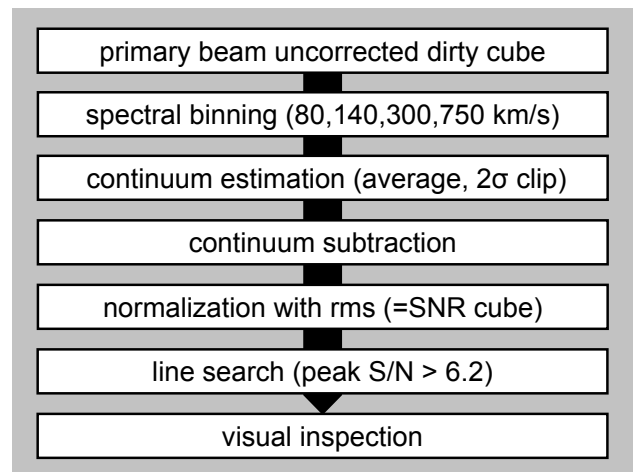 primary beam uncorrected dirty cube
spectral binning (80,140,300,750 km/s)
continuum estimation (average, 2σ clip)
continuum subtraction
normalization with rms (=SNR cube)
line search (peak S/N > 6.2)
visual inspection